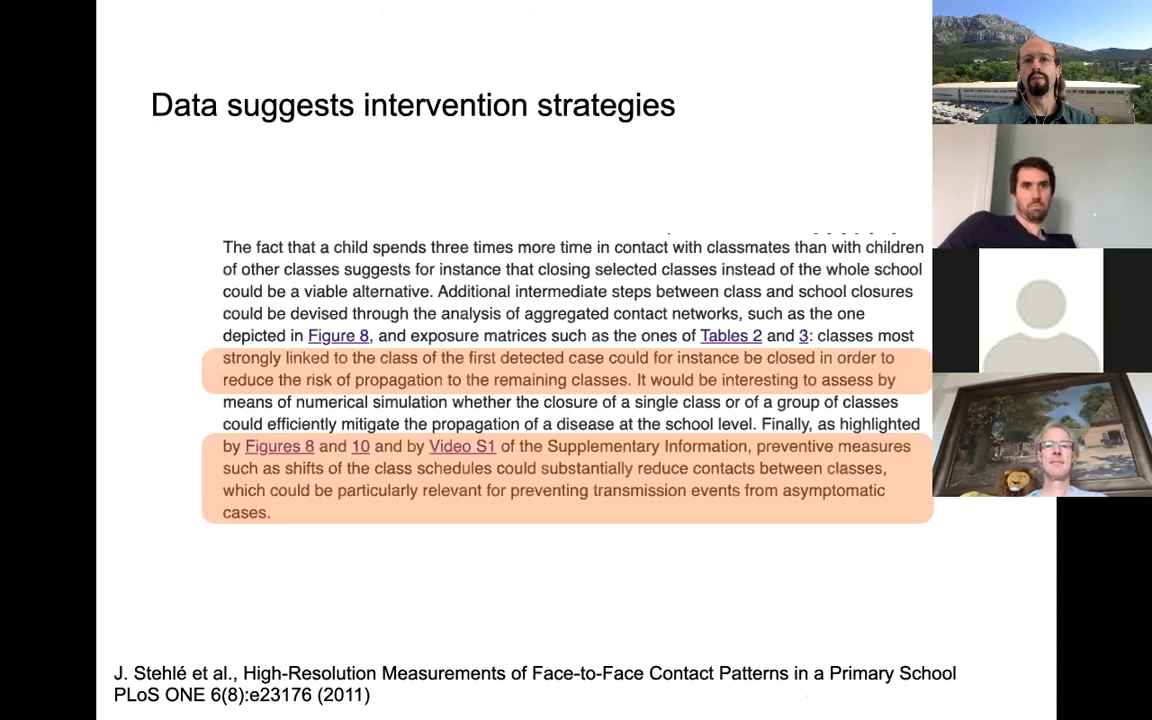 Data suggests intervention strategies
The fact that a child spends three times more time in contact with classmates than with children
of other classes suggests for instance that closing selected classes instead of the whole school
could be a viable alternative. Additional intermediate steps between class and school closures
could be devised through the analysis of aggregated contact networks, such as the one
depicted in Figure 8, and exposure matrices such as the ones of Tables 2 and 3: classes most
strongly linked to the class of the first detected case could for instance be closed in order to
reduce the risk of propagation to the remaining classes. It would be interesting to assess by
means of numerical simulation whether the closure of a single class or of a group of classes
could efficiently mitigate the propagation of a disease at the school level. Finally, as highlighted
by Figures 8 and 10 and by Video S1 of the Supplementary Information, preventive measures
such as shifts of the class schedules could substantially reduce contacts between classes,
which could be particularly relevant for preventing transmission events from asymptomatic
cases.
J. Stehlé et al., High-Resolution Measurements of Face-to-Face Contact Patterns in a Primary School
PLoS ONE 6(8):e23176 (2011)